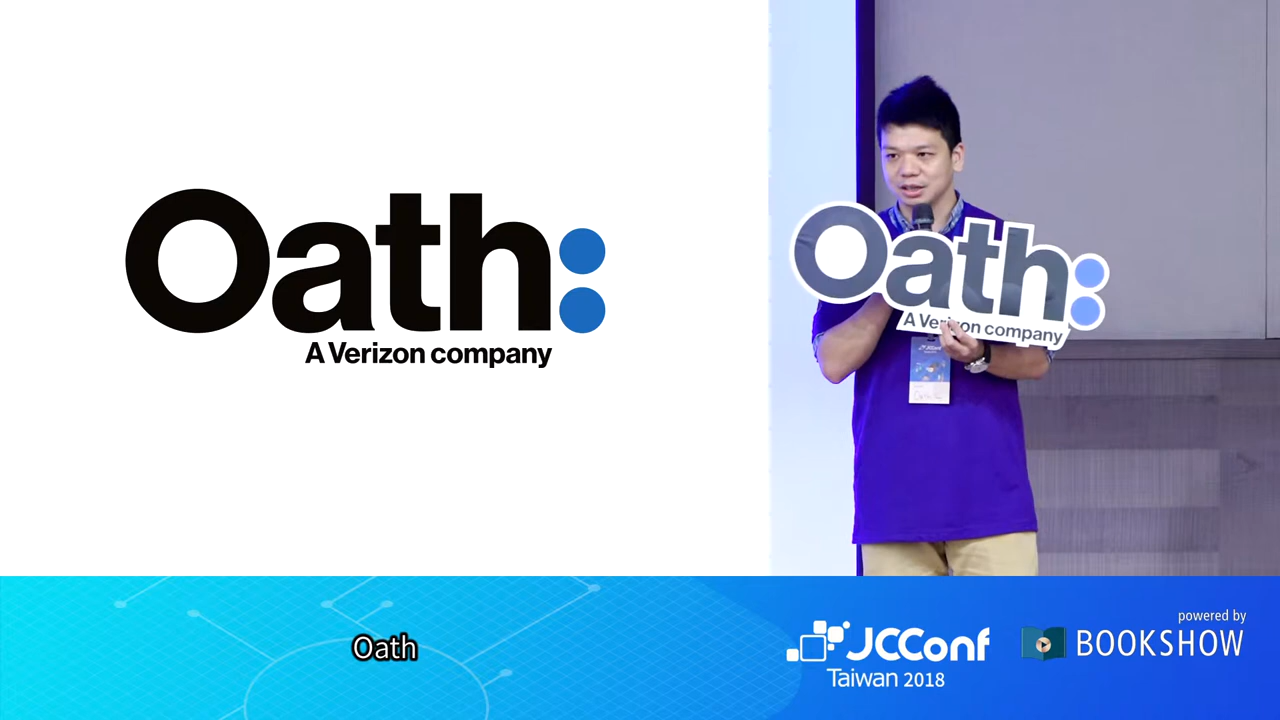 Oath:
A Verizon company
Oath:
A Verizon company
Oath
JCConf
Taiwan 2018
powered by
BOOKSHOW